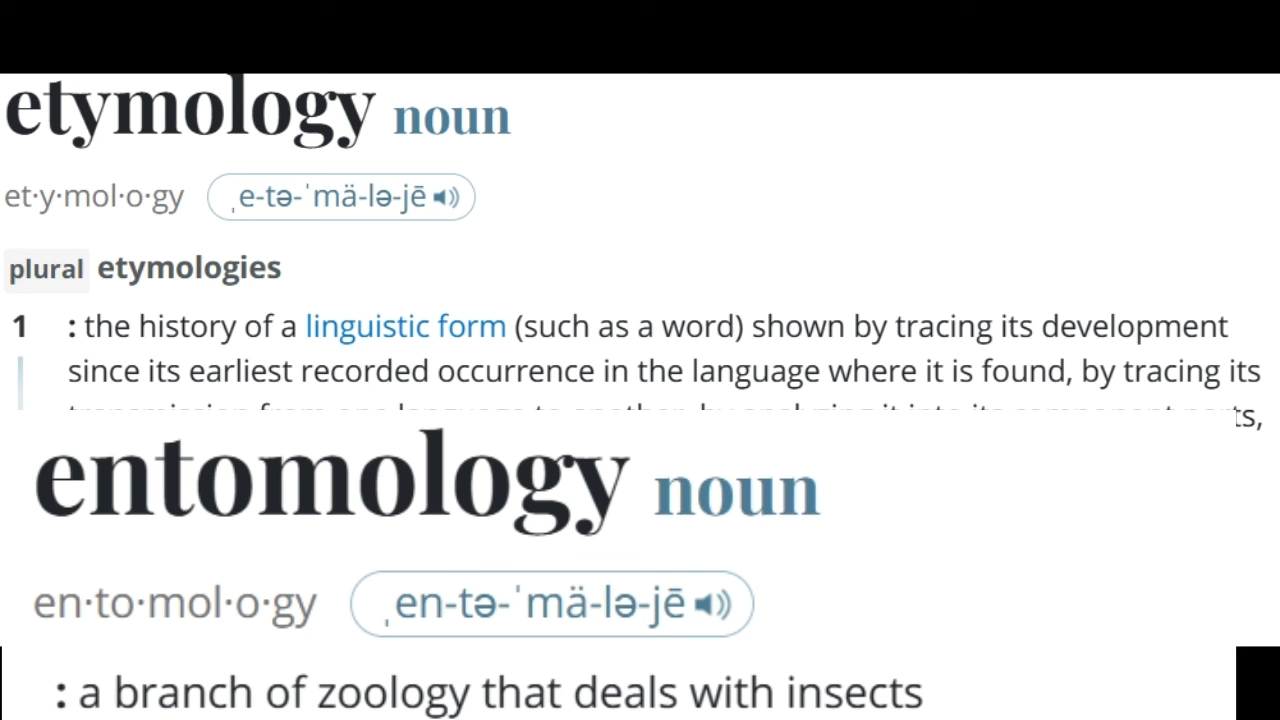 etymology noun
et·y·mol·o·gy ˌe-tə-ˈmä-lə-jē
plural etymologies
1 : the history of a linguistic form (such as a word) shown by tracing its development
since its earliest recorded occurrence in the language where it is found, by tracing its
entomology noun
en·to·mol·o·gy ˌen-tə-ˈmä-lə-jē
: a branch of zoology that deals with insects